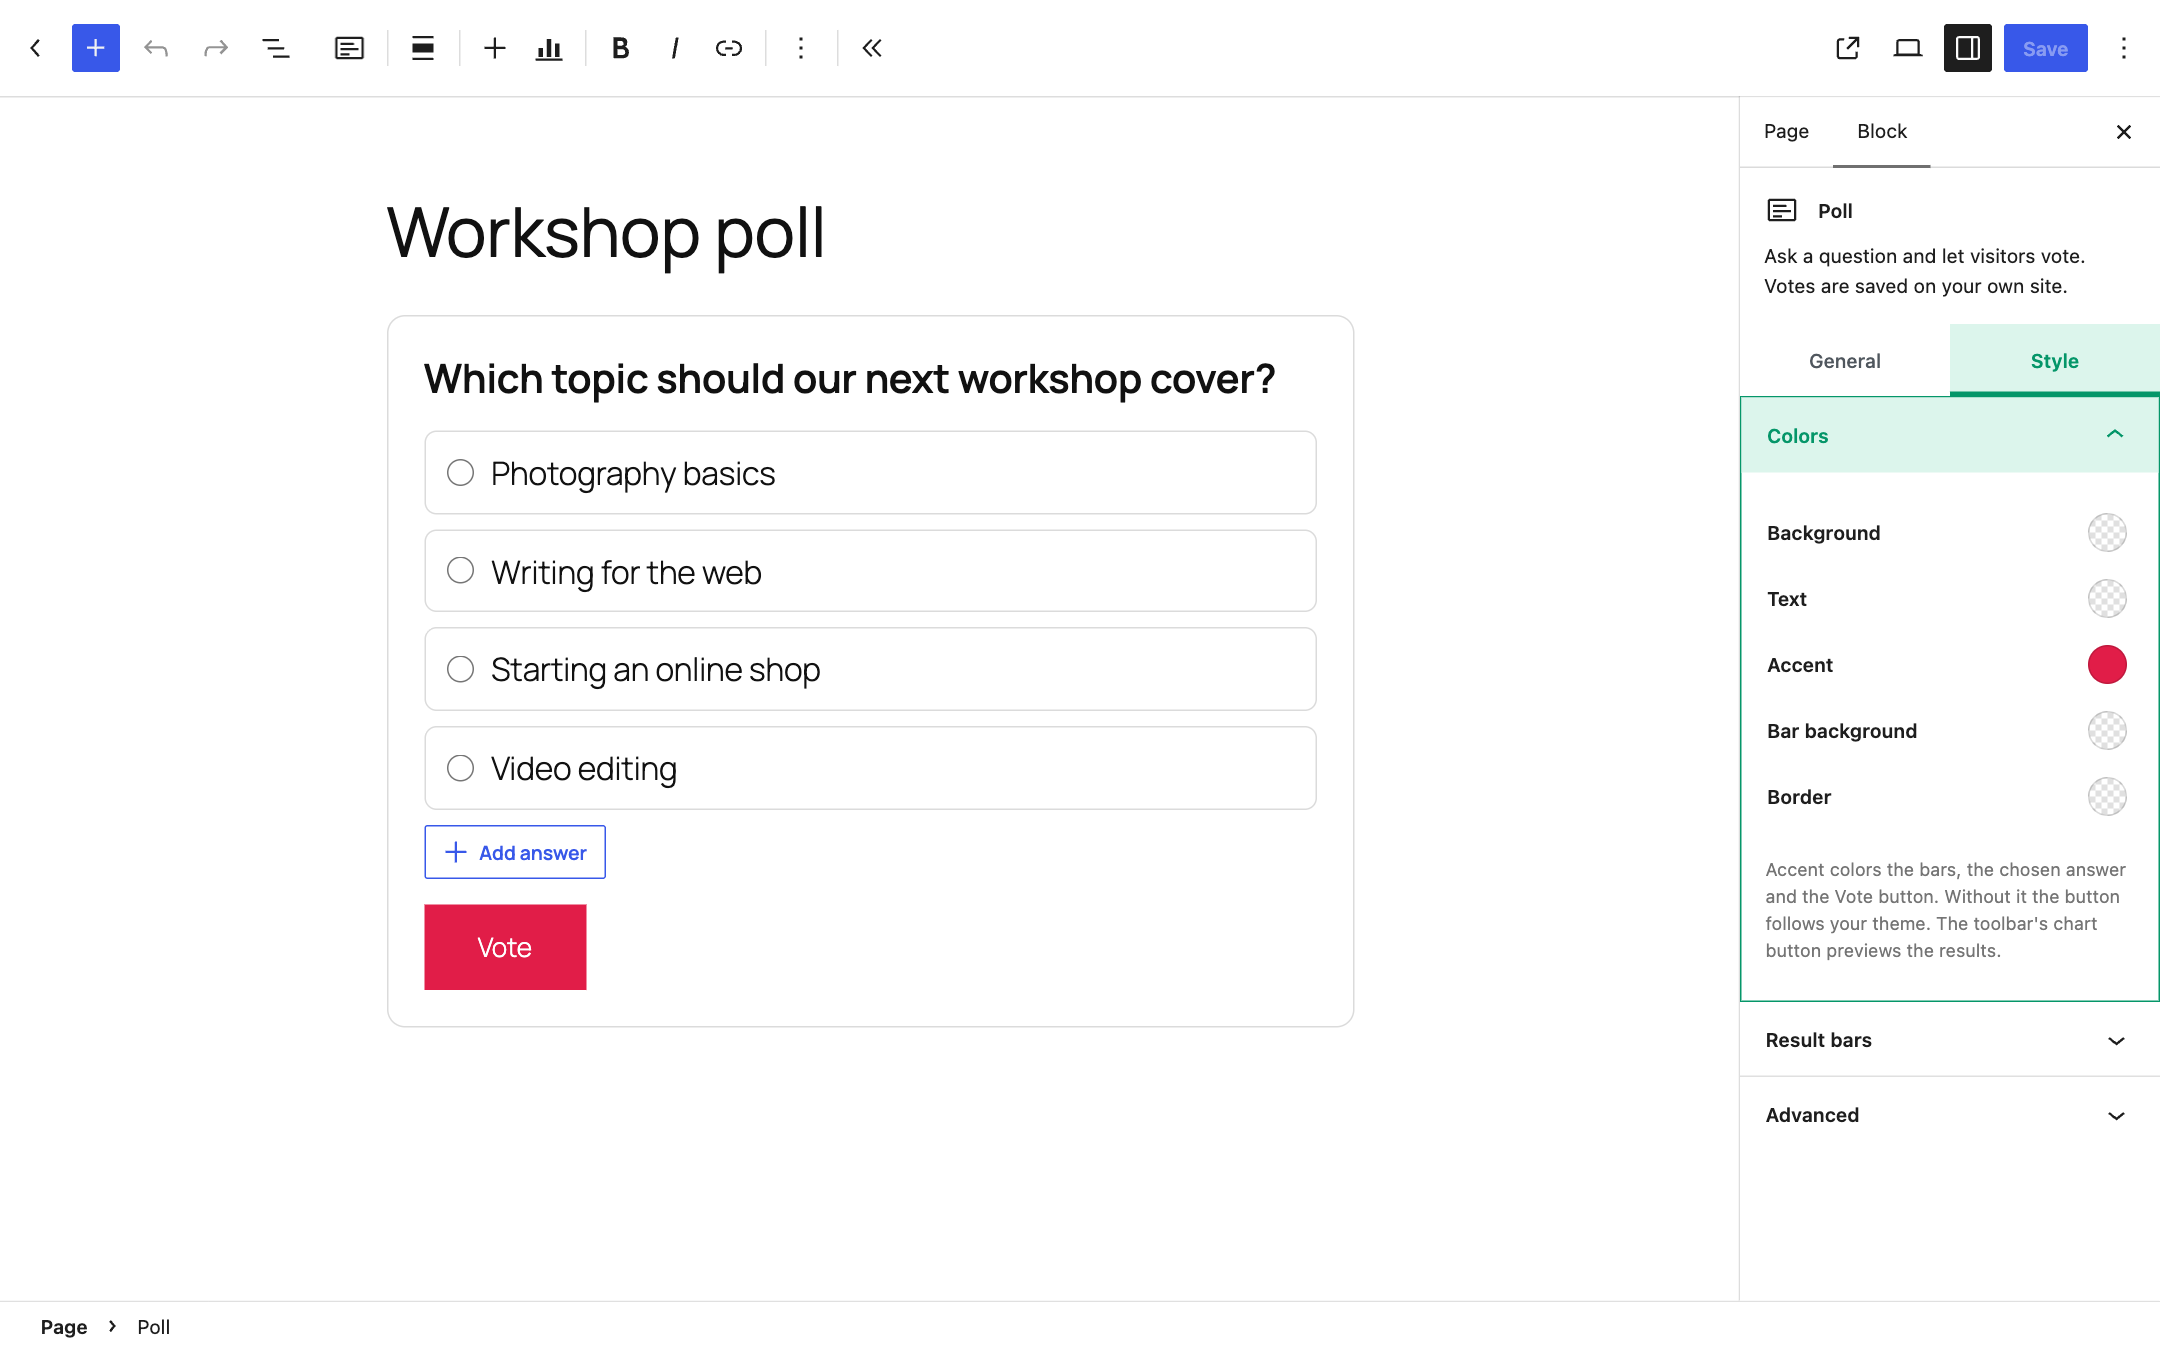 Save
Page
Block
Poll
Ask a question and let visitors vote.
Votes are saved on your own site.
General
Style
Colors
Background
Text
Accent
Bar background
Border
Accent colors the bars, the chosen answer
and the Vote button. Without it the button
follows your theme. The toolbar's chart
button previews the results.
Result bars
Advanced
Workshop poll
Which topic should our next workshop cover?
Photography basics
Writing for the web
Starting an online shop
Video editing
Add answer
Vote
Page › Poll